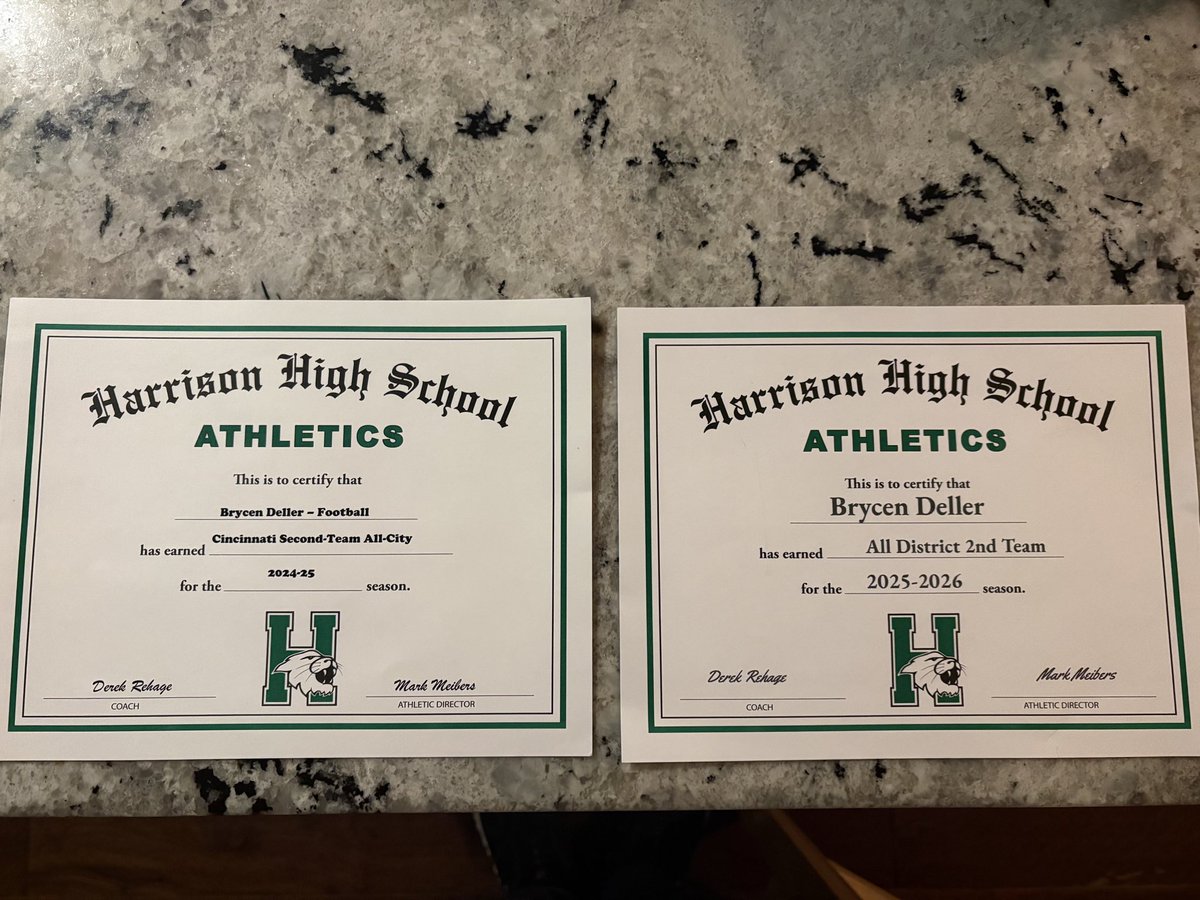 Harrison High School
ATHLETICS
This is to certify that
Brycen Deller – Football
has earned Cincinnati Second-Team All-City
for the 2024-25 season.
H
Derek Rehage
COACH
Mark Meibers
ATHLETIC DIRECTOR
Harrison High School
ATHLETICS
This is to certify that
Brycen Deller
has earned All District 2nd Team
for the 2025-2026 season.
H
Derek Rehage
COACH
Mark Meibers
ATHLETIC DIRECTOR